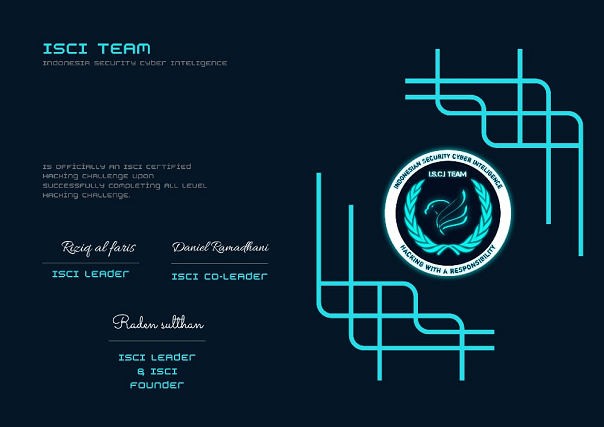 ISCI TEAM
INDONESIA SECURITY CYBER INTELIGENCE
IS OFFICIALLY AN ISCI CERTIFIED
HACKING CHALLENGE UPON
SUCCESSFULLY COMPLETING ALL LEVEL
HACKING CHALLENGE.
Riziq al faris
ISCI LEADER
Daniel Ramadhani
ISCI CO-LEADER
Raden sulthan
ISCI LEADER
& ISCI
FOUNDER
INDONESIAN SECURITY CYBER INTELIGENCE
I.S.C.I TEAM
HACKING WITH A RESPONSIBILITY